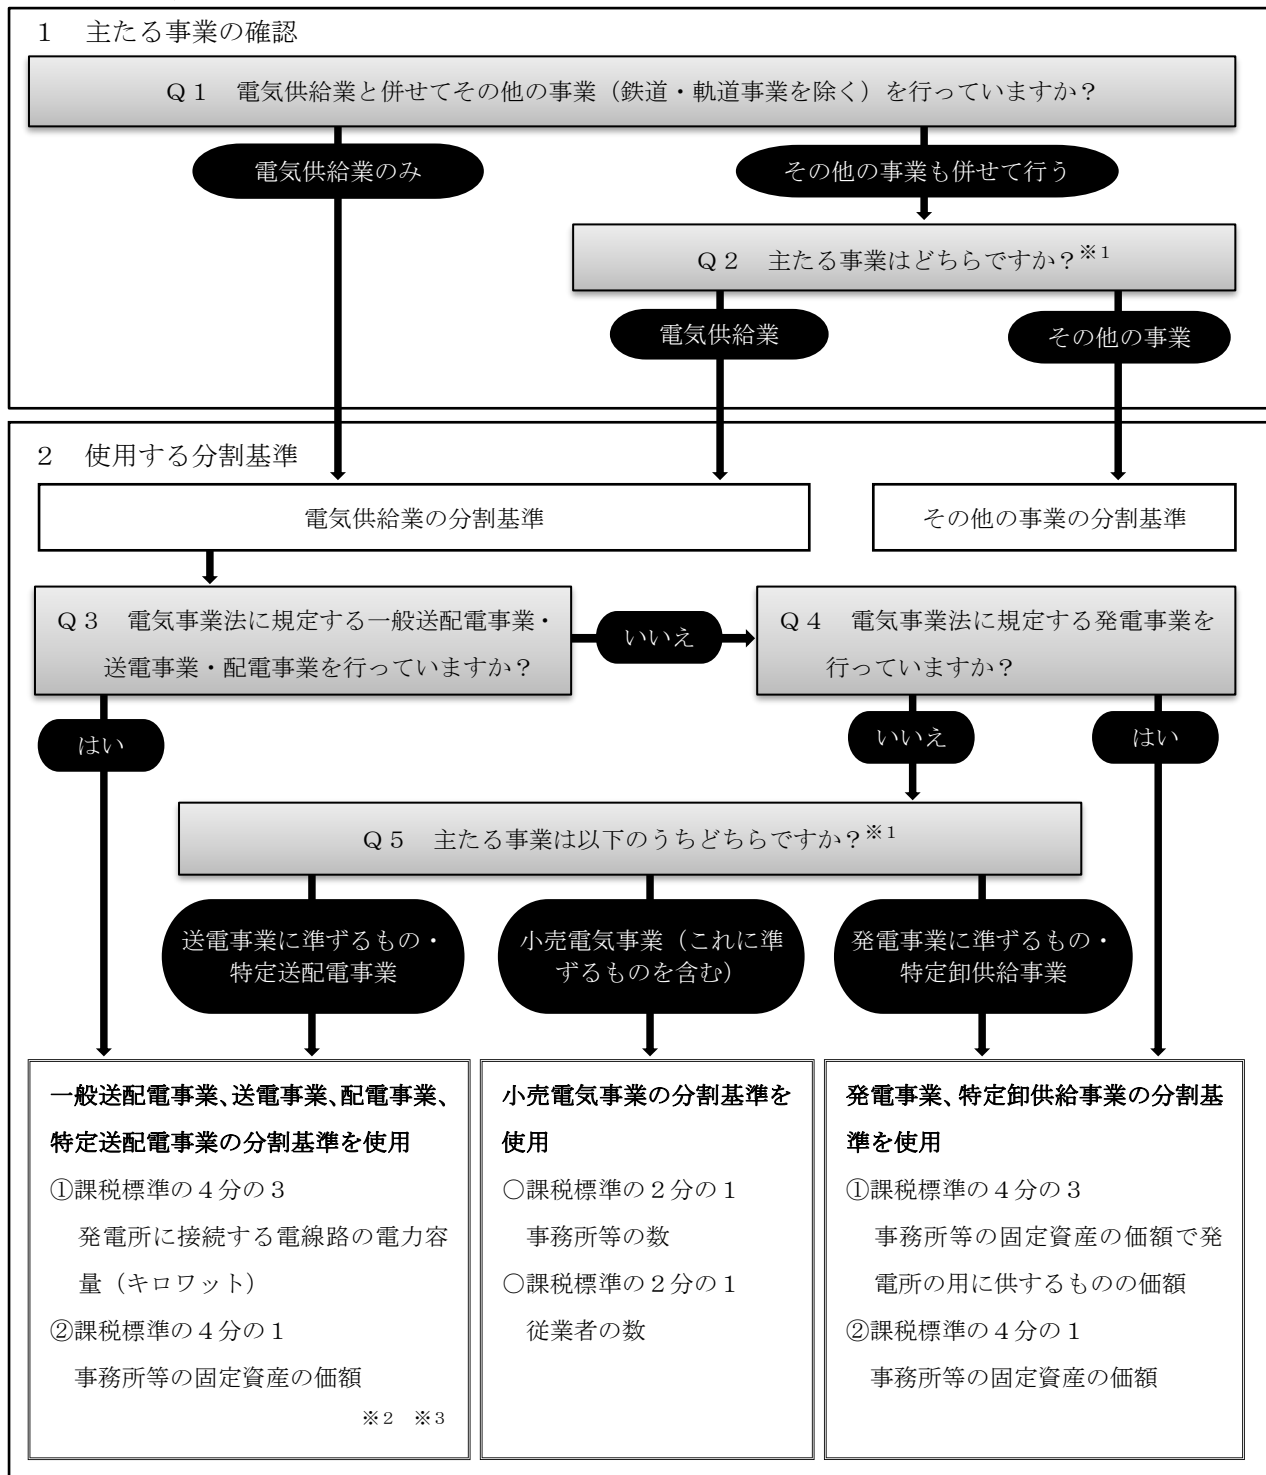 １　主たる事業の確認
Ｑ１　電気供給業と併せてその他の事業（鉄道・軌道事業を除く）を行っていますか？
電気供給業のみ
その他の事業も併せて行う
Ｑ２　主たる事業はどちらですか？※１
電気供給業
その他の事業
２　使用する分割基準
電気供給業の分割基準
その他の事業の分割基準
Ｑ３　電気事業法に規定する一般送配電事業・
送電事業・配電事業を行っていますか？
いいえ
Ｑ４　電気事業法に規定する発電事業を
行っていますか？
はい
いいえ
はい
Ｑ５　主たる事業は以下のうちどちらですか？※１
送電事業に準ずるもの・
特定送配電事業
小売電気事業（これに準
ずるものを含む）
発電事業に準ずるもの・
特定卸供給事業
一般送配電事業、送電事業、配電事業、
特定送配電事業の分割基準を使用
①課税標準の４分の３
発電所に接続する電線路の電力容
量（キロワット）
②課税標準の４分の１
事務所等の固定資産の価額
※２　※３
小売電気事業の分割基準を
使用
○課税標準の２分の１
事務所等の数
○課税標準の２分の１
従業者の数
発電事業、特定卸供給事業の分割基
準を使用
①課税標準の４分の３
事務所等の固定資産の価額で発
電所の用に供するものの価額
②課税標準の４分の１
事務所等の固定資産の価額